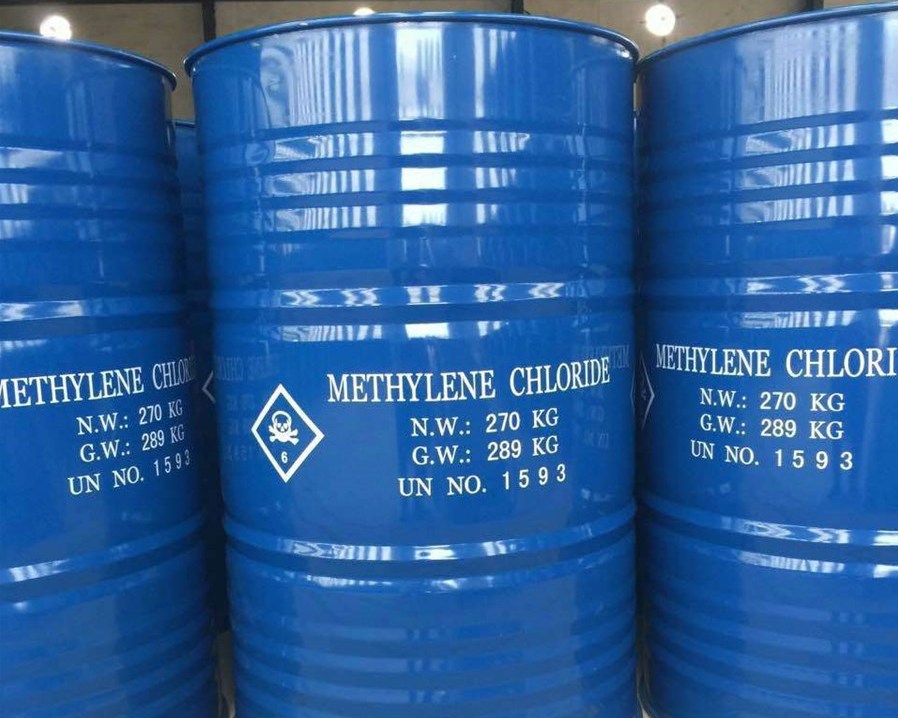 METHYLENE CHLORI
N.W.: 270 KG
G.W.: 289 KG
UN NO. 1593
6
METHYLENE CHLORIDE
N.W.: 270 KG
G.W.: 289 KG
UN NO. 1593
METHYLENE CHLORI
N.W.: 270 KG
G.W.: 289 KG
UN NO. 1593